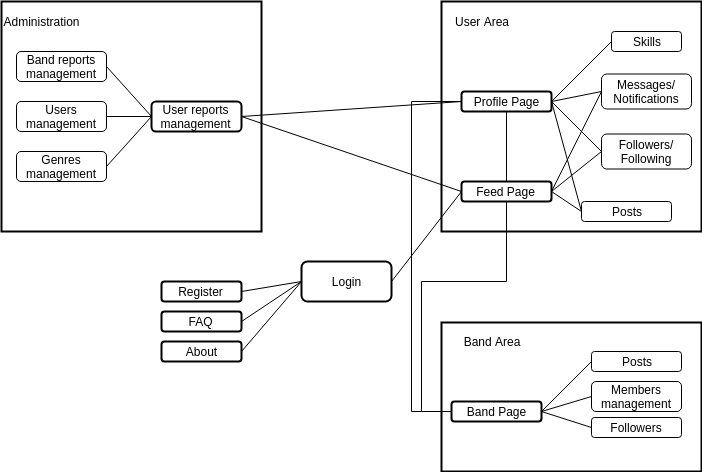 Administration
Band reports
management
Users
management
Genres
management
User reports
management
User Area
Skills
Profile Page
Messages/
Notifications
Followers/
Following
Feed Page
Posts
Login
Register
FAQ
About
Band Area
Posts
Members
management
Band Page
Followers